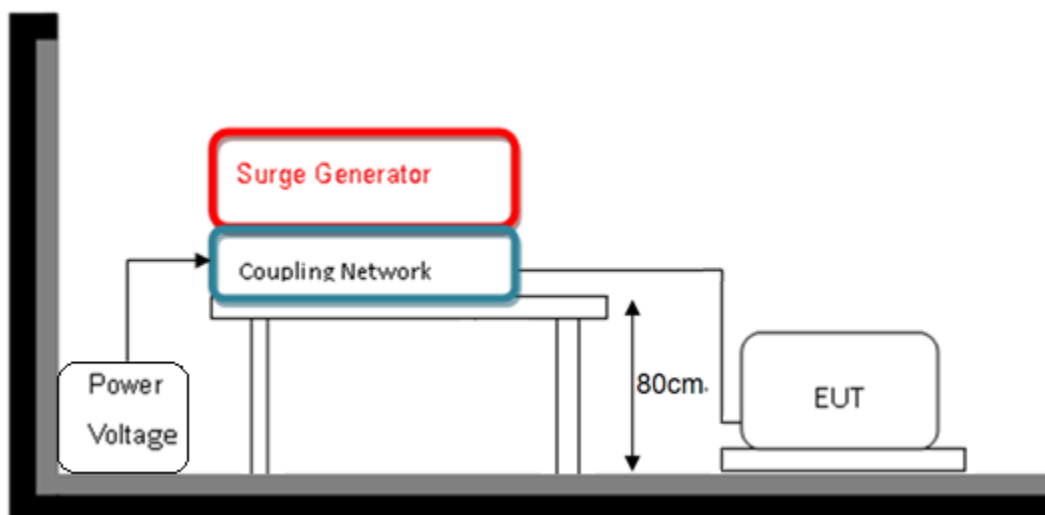 Surge Generator
Coupling Network
Power
Voltage
80cm.
EUT